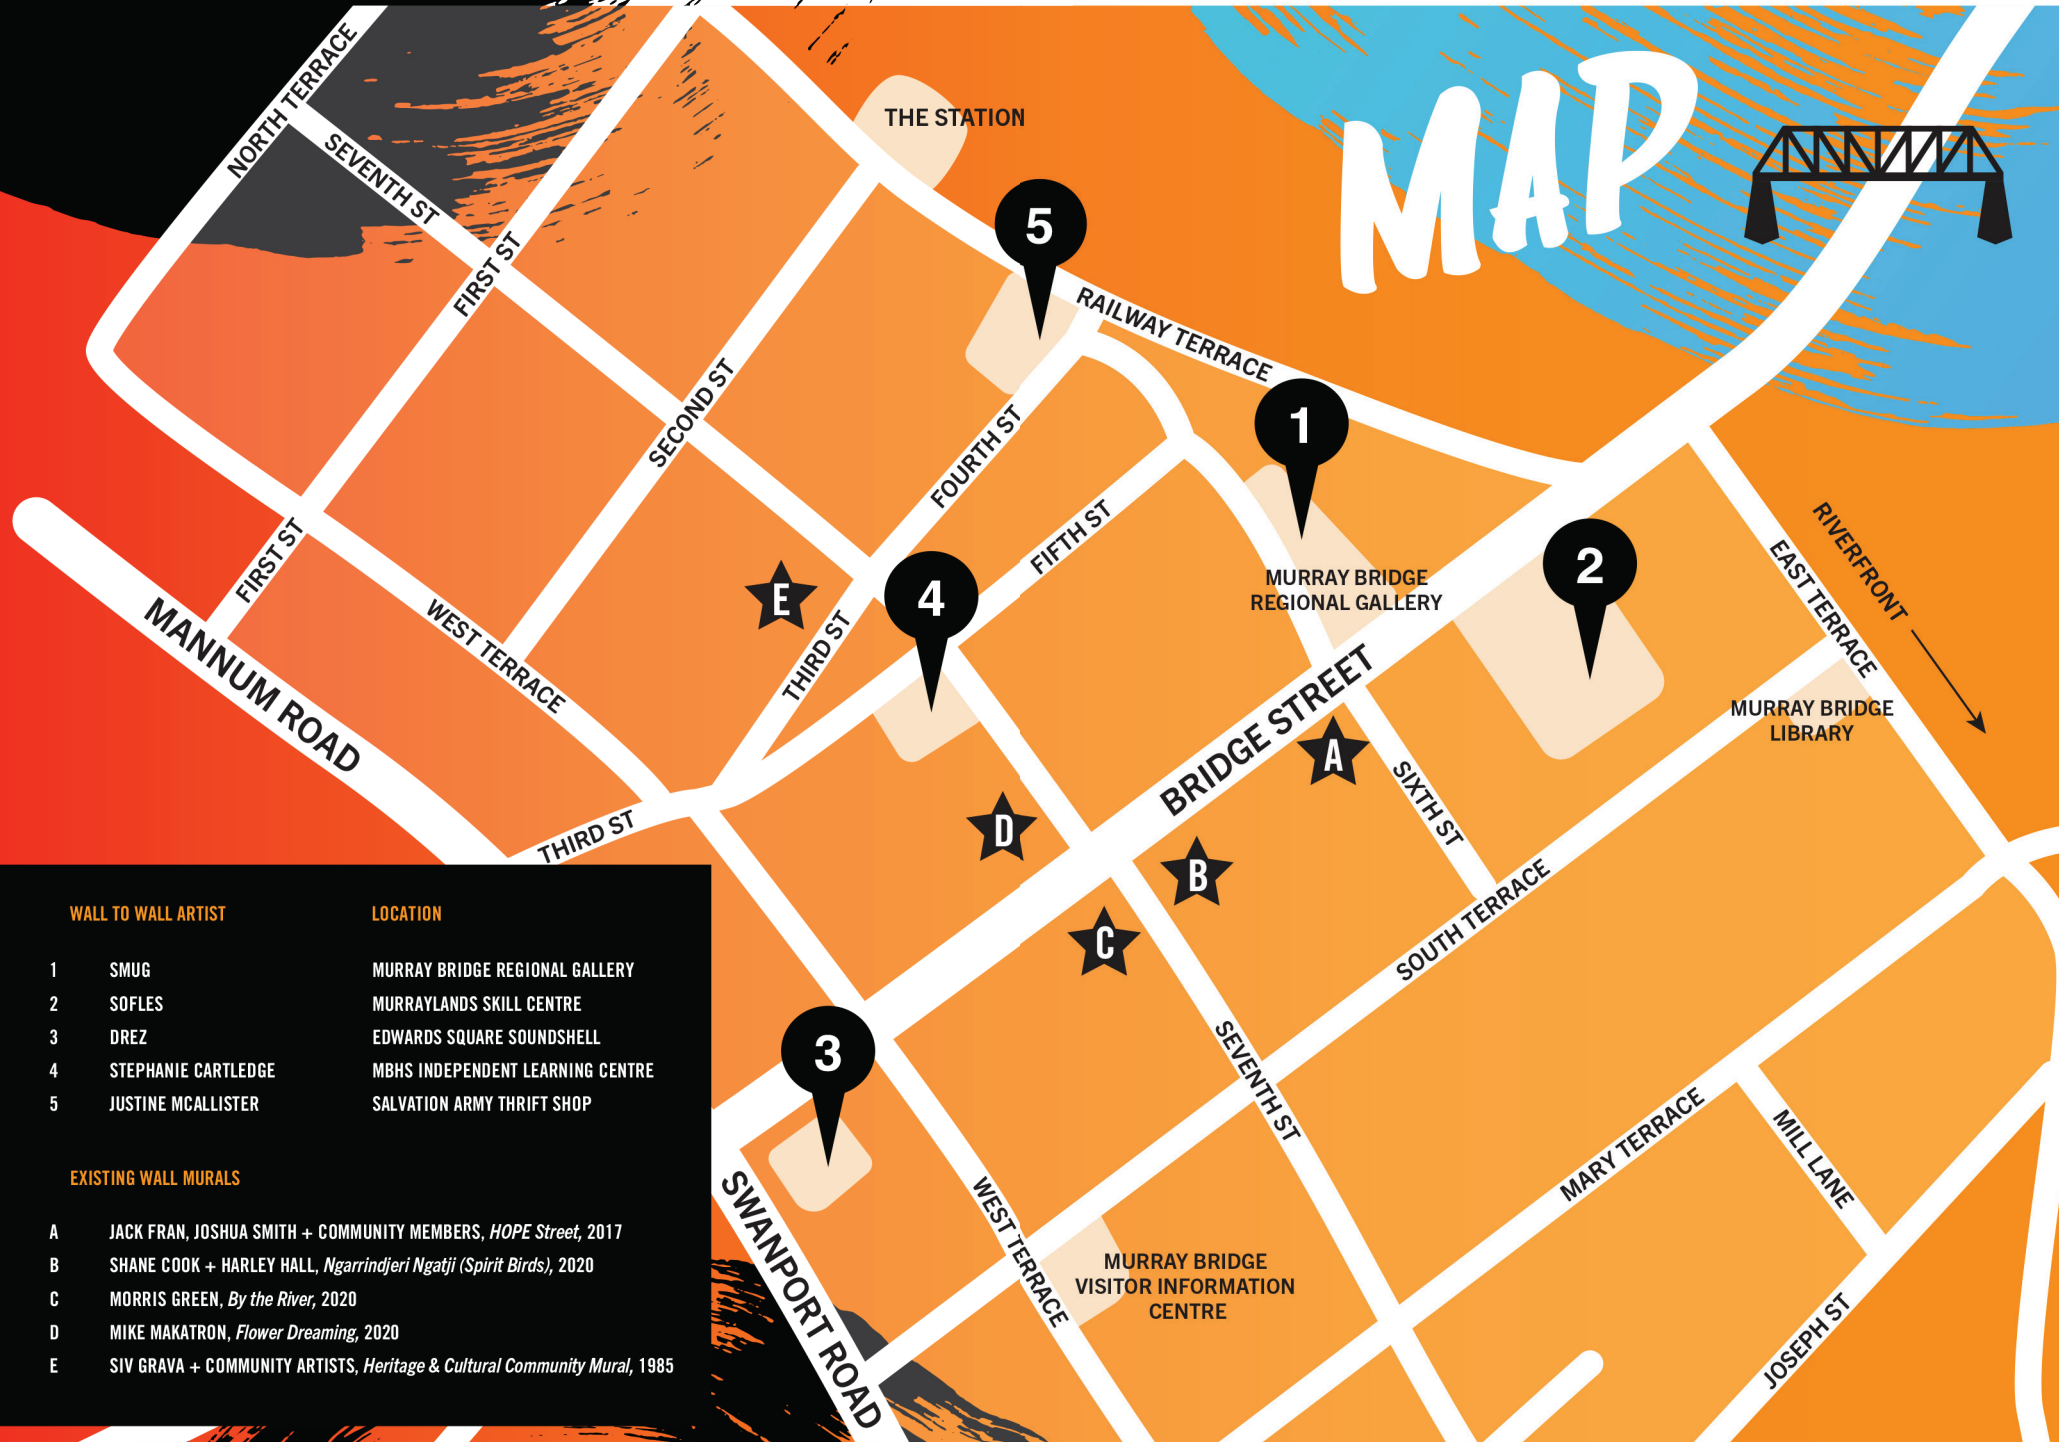 MAP
NORTH TERRACE
SEVENTH ST
FIRST ST
THE STATION
5
RAILWAY TERRACE
SECOND ST
FOURTH ST
1
FIFTH ST
MURRAY BRIDGE
REGIONAL GALLERY
2
RIVERFRONT
EAST TERRACE
FIRST ST
MANNUM ROAD
WEST TERRACE
E
4
THIRD ST
MURRAY BRIDGE
LIBRARY
BRIDGE STREET
A
SIXTH ST
D
B
C
THIRD ST
SOUTH TERRACE
3
SEVENTH ST
MARY TERRACE
MILL LANE
SWANPORT ROAD
WEST TERRACE
MURRAY BRIDGE
VISITOR INFORMATION
CENTRE
JOSEPH ST
WALL TO WALL ARTIST LOCATION
1 SMUG MURRAY BRIDGE REGIONAL GALLERY
2 SOFLES MURRAYLANDS SKILL CENTRE
3 DREZ EDWARDS SQUARE SOUNDSHELL
4 STEPHANIE CARTLEDGE MBHS INDEPENDENT LEARNING CENTRE
5 JUSTINE MCALLISTER SALVATION ARMY THRIFT SHOP
EXISTING WALL MURALS
A JACK FRAN, JOSHUA SMITH + COMMUNITY MEMBERS, HOPE Street, 2017
B SHANE COOK + HARLEY HALL, Ngarrindjeri Ngatji (Spirit Birds), 2020
C MORRIS GREEN, By the River, 2020
D MIKE MAKATRON, Flower Dreaming, 2020
E SIV GRAVA + COMMUNITY ARTISTS, Heritage & Cultural Community Mural, 1985